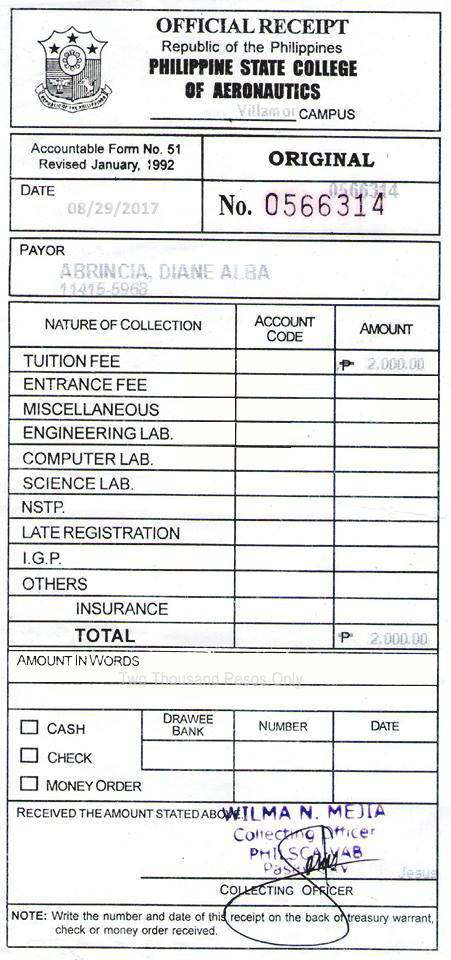 OFFICIAL RECEIPT
Republic of the Philippines
PHILIPPINE STATE COLLEGE
OF AERONAUTICS
Villamor CAMPUS
REPUBLIC OF THE PHILIPPINES
Accountable Form No. 51
Revised January, 1992
ORIGINAL
DATE
08/29/2017
0566314
No. 0566314
PAYOR
ABRINCIA, DIANE ALBA
11415-5968
NATURE OF COLLECTION ACCOUNT CODE AMOUNT
TUITION FEE ₱ 2,000.00
ENTRANCE FEE
MISCELLANEOUS
ENGINEERING LAB.
COMPUTER LAB.
SCIENCE LAB.
NSTP.
LATE REGISTRATION
I.G.P.
OTHERS
INSURANCE
TOTAL ₱ 2,000.00
AMOUNT IN WORDS
Two Thousand Pesos Only
CASH
CHECK
MONEY ORDER
DRAWEE BANK NUMBER DATE
RECEIVED THE AMOUNT STATED ABOVE
WILMA N. MEJIA
Collecting Officer
Jesus
COLLECTING OFFICER
NOTE: Write the number and date of this receipt on the back of treasury warrant,
check or money order received.